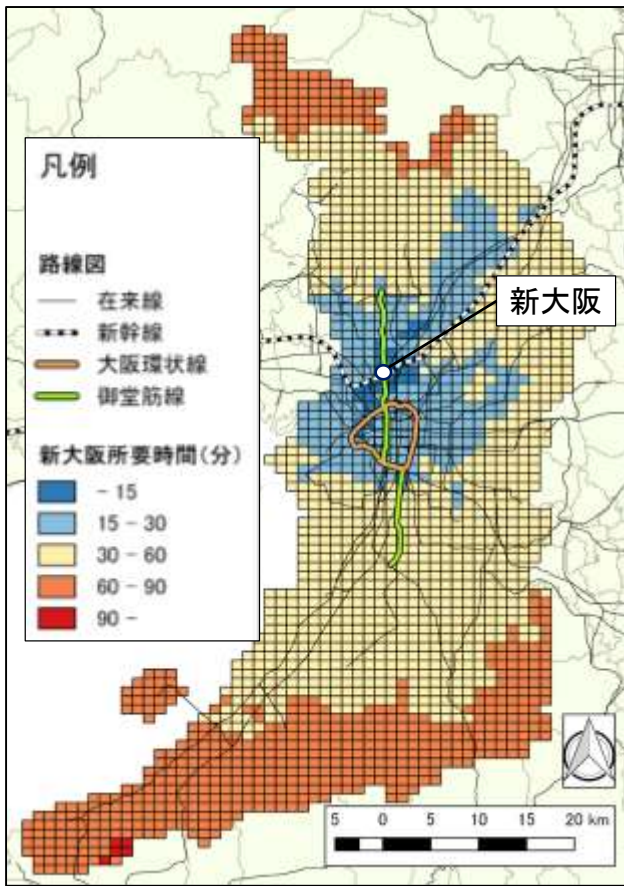 凡例
路線図
在来線
新幹線
大阪環状線
御堂筋線
新大阪所要時間(分)
- 15
15 - 30
30 - 60
60 - 90
90 -
新大阪
5 0 5 10 15 20 km